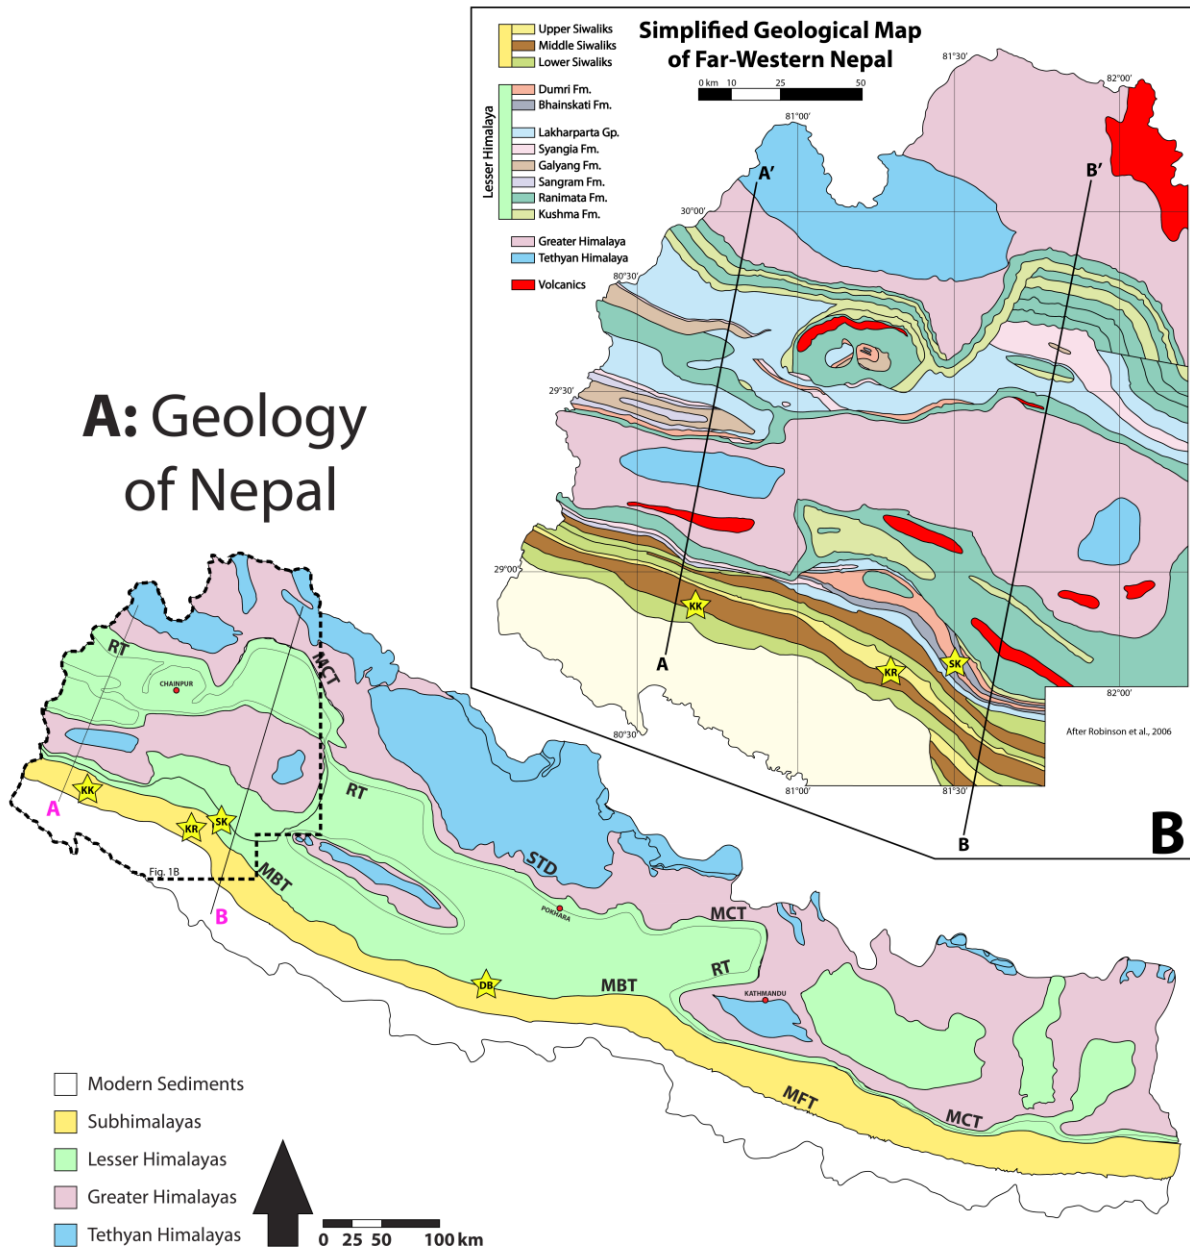 Simplified Geological Map
of Far-Western Nepal
0 km 10 25 50
Upper Siwaliks
Middle Siwaliks
Lower Siwaliks
Lesser Himalaya
Dumri Fm.
Bhainskati Fm.
Lakharparta Gp.
Syangia Fm.
Galyang Fm.
Sangram Fm.
Ranimata Fm.
Kushma Fm.
Greater Himalaya
Tethyan Himalaya
Volcanics
81°30'
82°00'
81°00'
A'
B'
30°00'
80°30'
29°30'
29°00'
KK
KR
SK
A
82°00'
80°30'
After Robinson et al., 2006
81°00'
81°30'
B
B
A: Geology
of Nepal
RT
MCT
CHAINPUR
KK
A
KR
SK
RT
Fig. 1B
MBT
B
STD
POKHARA
MCT
RT
DB
MBT
KATHMANDU
MFT
MCT
Modern Sediments
Subhimalayas
Lesser Himalayas
Greater Himalayas
Tethyan Himalayas
0 25 50 100 km